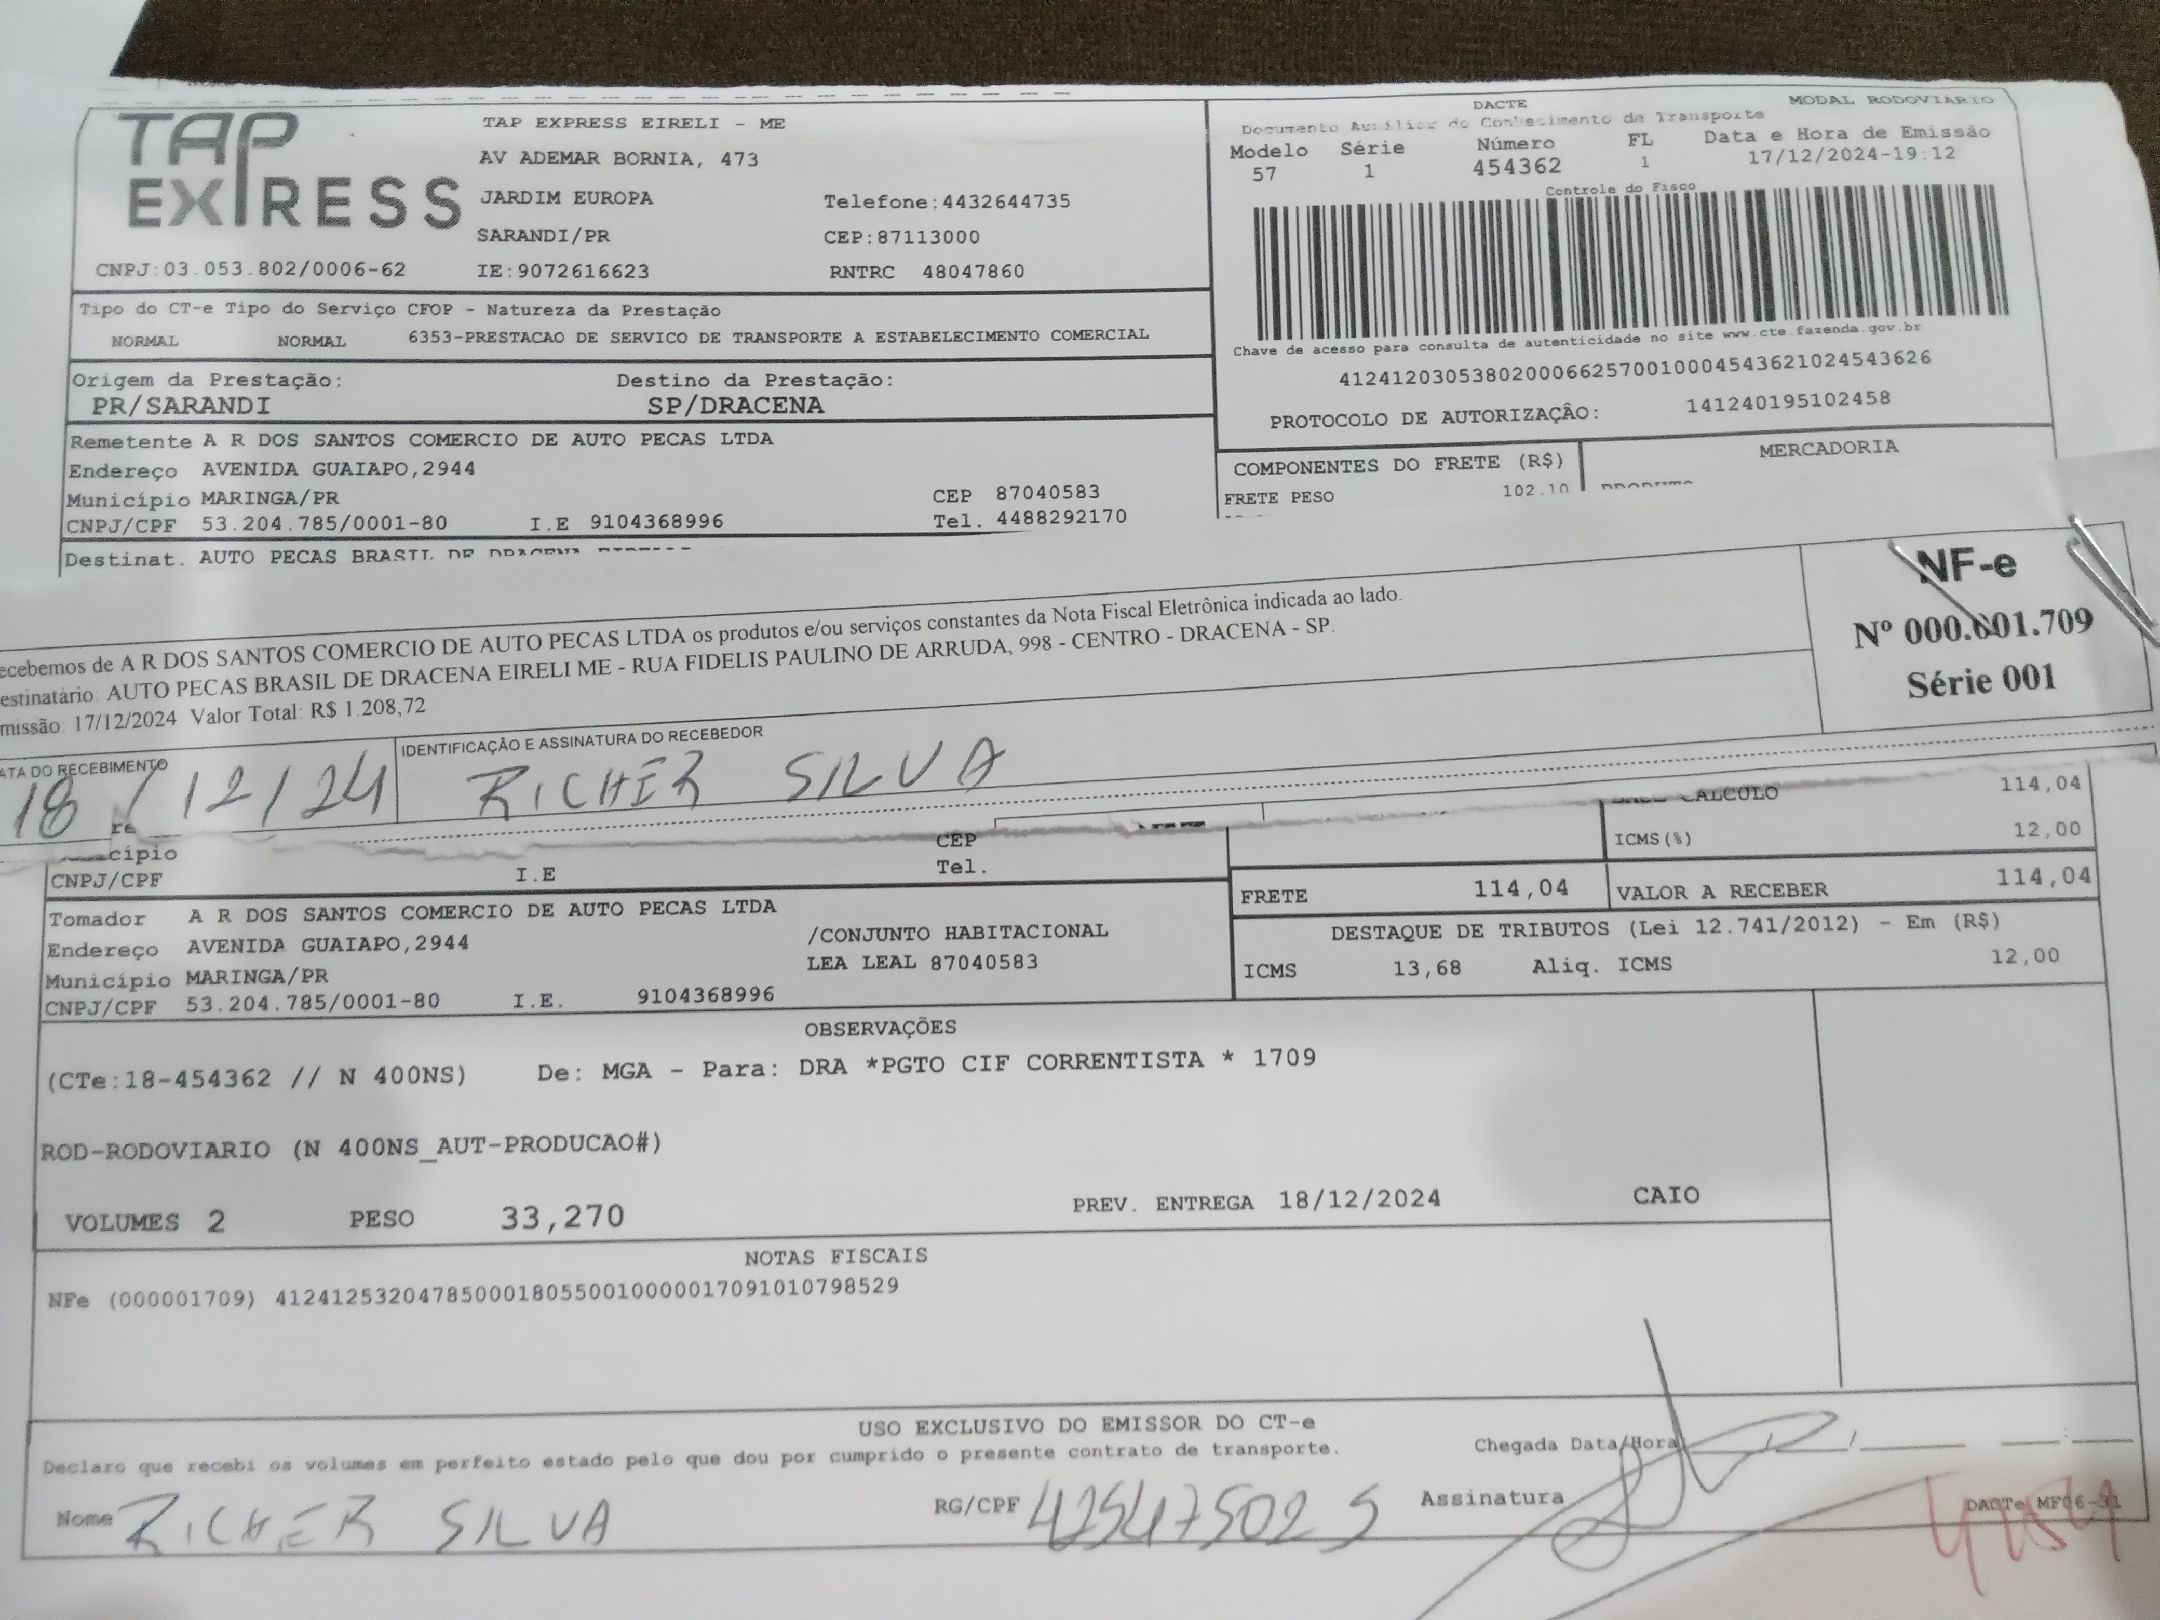 TAP EXPRESS
TAP EXPRESS EIRELI - ME
AV ADEMAR BORNIA, 473
JARDIM EUROPA Telefone:4432644735
SARANDI/PR CEP:87113000
CNPJ:03.053.802/0006-62 IE:9072616623 RNTRC 48047860
DACTE MODAL RODOVIÁRIO
Documento Auxiliar do Conhecimento de Transporte
Modelo Série Número FL Data e Hora de Emissão
57 1 454362 1 17/12/2024-19:12
Controle do Fisco
Chave de acesso para consulta de autenticidade no site www.cte.fazenda.gov.br
41241203053802000662570010004543621024543626
PROTOCOLO DE AUTORIZAÇÃO: 141240195102458
Tipo do CT-e Tipo do Serviço CFOP - Natureza da Prestação
NORMAL NORMAL 6353-PRESTACAO DE SERVICO DE TRANSPORTE A ESTABELECIMENTO COMERCIAL
Origem da Prestação: Destino da Prestação:
PR/SARANDI SP/DRACENA
Remetente A R DOS SANTOS COMERCIO DE AUTO PECAS LTDA
Endereço AVENIDA GUAIAPO,2944
Município MARINGA/PR CEP 87040583
CNPJ/CPF 53.204.785/0001-80 I.E 9104368996 Tel. 4488292170
Destinat. AUTO PECAS BRASIL DE DRACENA
COMPONENTES DO FRETE (R$) MERCADORIA
FRETE PESO 102.10 PRODUTO
ecebemos de A R DOS SANTOS COMERCIO DE AUTO PECAS LTDA os produtos e/ou serviços constantes da Nota Fiscal Eletrônica indicada ao lado.
estinatário: AUTO PECAS BRASIL DE DRACENA EIRELI ME - RUA FIDELIS PAULINO DE ARRUDA, 998 - CENTRO - DRACENA - SP.
missão: 17/12/2024 Valor Total: R$ 1.208,72
NF-e
Nº 000.001.709
Série 001
ATA DO RECEBIMENTO IDENTIFICAÇÃO E ASSINATURA DO RECEBEDOR
18/12/24 RICHER SILVA
CALCULO 114,04
ICMS(%) 12,00
cípio CEP
CNPJ/CPF I.E Tel.
FRETE 114,04 VALOR A RECEBER 114,04
Tomador A R DOS SANTOS COMERCIO DE AUTO PECAS LTDA
Endereço AVENIDA GUAIAPO,2944 /CONJUNTO HABITACIONAL
Município MARINGA/PR LEA LEAL 87040583
CNPJ/CPF 53.204.785/0001-80 I.E. 9104368996
DESTAQUE DE TRIBUTOS (Lei 12.741/2012) - Em (R$)
ICMS 13,68 Aliq. ICMS 12,00
OBSERVAÇÕES
(CTe:18-454362 // N 400NS) De: MGA - Para: DRA *PGTO CIF CORRENTISTA * 1709
ROD-RODOVIARIO (N 400NS_AUT-PRODUCAO#)
VOLUMES 2 PESO 33,270 PREV. ENTREGA 18/12/2024 CAIO
NOTAS FISCAIS
NFe (000001709) 41241253204785000180550010000017091010798529
USO EXCLUSIVO DO EMISSOR DO CT-e
Declaro que recebi os volumes em perfeito estado pelo que dou por cumprido o presente contrato de transporte.
Chegada Data/Hora
Nome RICHER SILVA RG/CPF 425475025 Assinatura